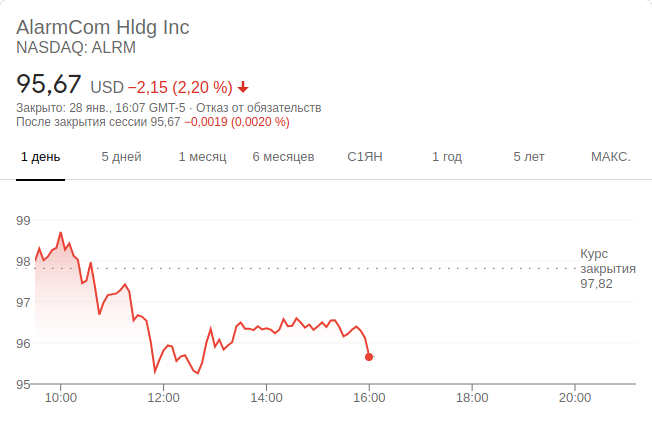 AlarmCom Hldg Inc
NASDAQ: ALRM
95,67 USD −2,15 (2,20 %)
Закрыто: 28 янв., 16:07 GMT-5 · Отказ от обязательств
После закрытия сессии 95,67 −0,0019 (0,0020 %)
1 день 5 дней 1 месяц 6 месяцев С1ЯН 1 год 5 лет МАКС.
99
98
97
96
95
Курс
закрытия
97,82
10:00 12:00 14:00 16:00 18:00 20:00